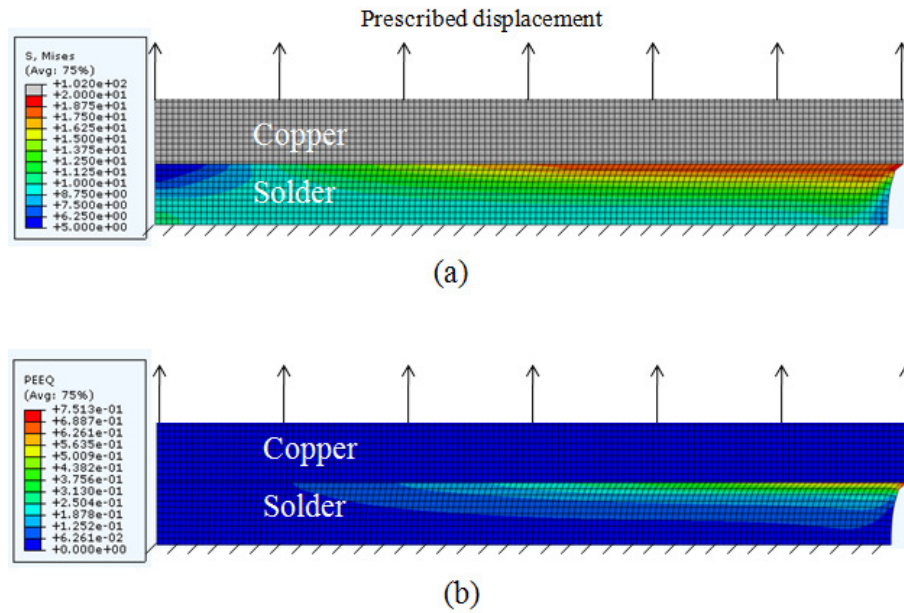 Prescribed displacement
S, Mises
(Avg: 75%)
+1.020e+02
+2.000e+01
+1.875e+01
+1.750e+01
+1.625e+01
+1.500e+01
+1.375e+01
+1.250e+01
+1.125e+01
+1.000e+01
+8.750e+00
+7.500e+00
+6.250e+00
+5.000e+00
Copper
Solder
(a)
PEEQ
(Avg: 75%)
+7.513e-01
+6.887e-01
+6.261e-01
+5.635e-01
+5.009e-01
+4.382e-01
+3.756e-01
+3.130e-01
+2.504e-01
+1.878e-01
+1.252e-01
+6.261e-02
+0.000e+00
Copper
Solder
(b)